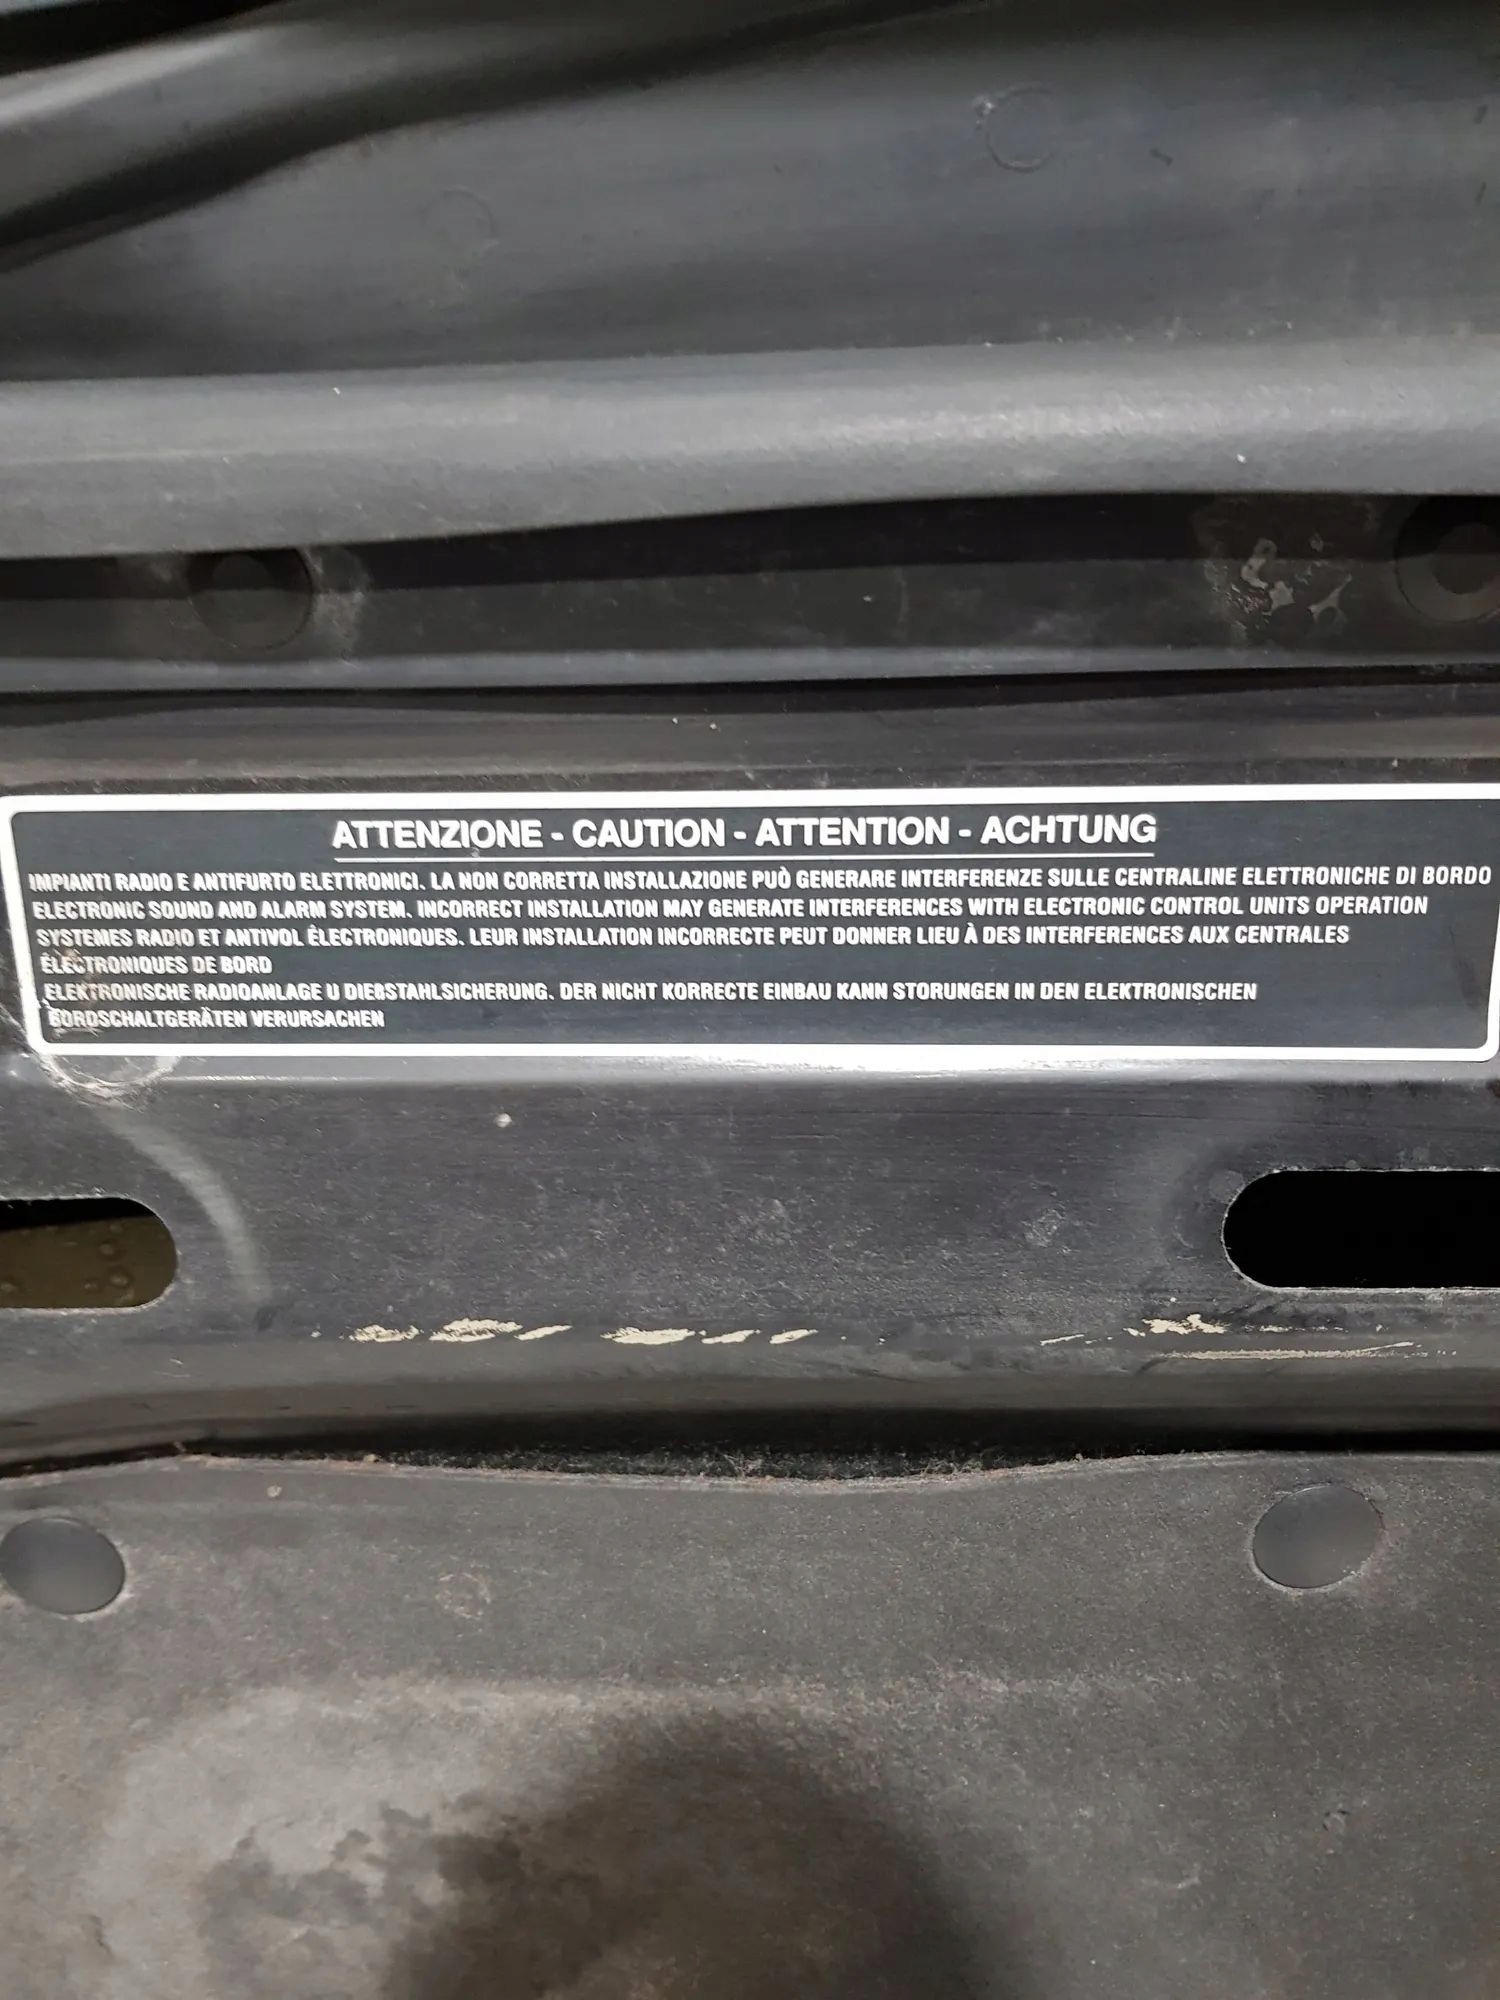 ATTENZIONE - CAUTION - ATTENTION - ACHTUNG
IMPIANTI RADIO E ANTIFURTO ELETTRONICI. LA NON CORRETTA INSTALLAZIONE PUÒ GENERARE INTERFERENZE SULLE CENTRALINE ELETTRONICHE DI BORDO
ELECTRONIC SOUND AND ALARM SYSTEM. INCORRECT INSTALLATION MAY GENERATE INTERFERENCES WITH ELECTRONIC CONTROL UNITS OPERATION
SYSTEMES RADIO ET ANTIVOL ÉLECTRONIQUES. LEUR INSTALLATION INCORRECTE PEUT DONNER LIEU À DES INTERFERENCES AUX CENTRALES
ÉLECTRONIQUES DE BORD
ELEKTRONISCHE RADIOANLAGE U DIEBSTAHLSICHERUNG. DER NICHT KORRECTE EINBAU KANN STORUNGEN IN DEN ELEKTRONISCHEN
BORDSCHALTGERÄTEN VERURSACHEN